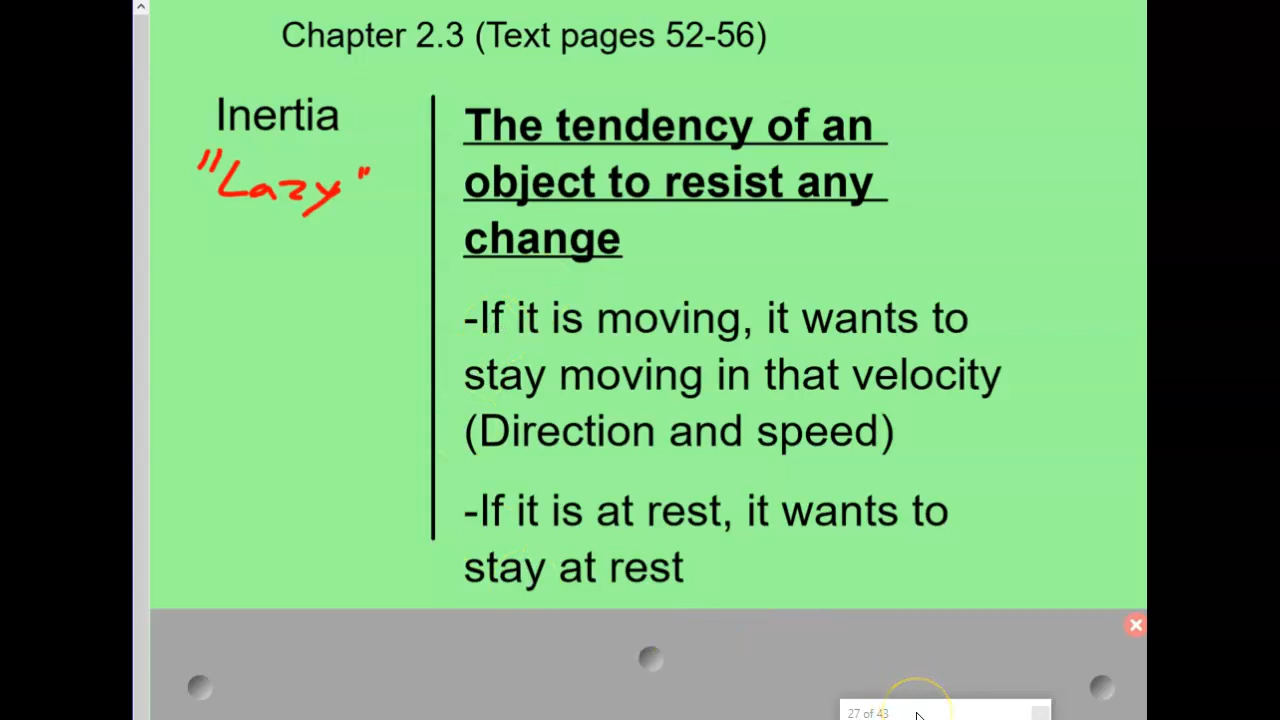 Chapter 2.3 (Text pages 52-56)
Inertia
"Lazy"
The tendency of an
object to resist any
change
-If it is moving, it wants to
stay moving in that velocity
(Direction and speed)
-If it is at rest, it wants to
stay at rest
27 of 43